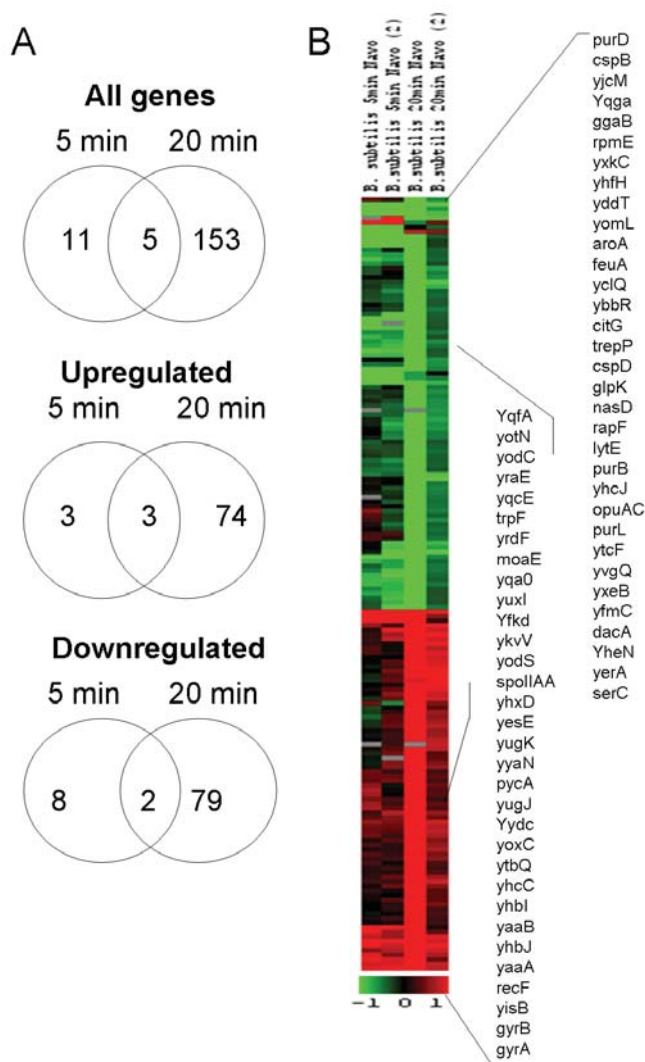 A
All genes
5 min 20 min
11 5 153
Upregulated
5 min 20 min
3 3 74
Downregulated
5 min 20 min
8 2 79
B
B. subtilis 5min Navo
B.subtilis 5min Navo (2)
B.subtilis 20min Navo
B.subtilis 20min Navo (2)
-1 0 1
YqfA
yotN
yodC
yraE
yqcE
trpF
yrdF
moaE
yqa0
yuxI
Yfkd
ykvV
yodS
spoIIAA
yhxD
yesE
yugK
yyaN
pycA
yugJ
Yydc
yoxC
ytbQ
yhcC
yhbI
yaaB
yhbJ
yaaA
recF
yisB
gyrB
gyrA
purD
cspB
yjcM
Yqga
ggaB
rpmE
yxkC
yhfH
yddT
yomL
aroA
feuA
yclQ
ybbR
citG
trepP
cspD
glpK
nasD
rapF
lytE
purB
yhcJ
opuAC
purL
ytcF
yvgQ
yxeB
yfmC
dacA
YheN
yerA
serC